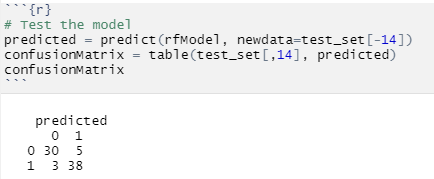 ```{r}
# Test the model
predicted = predict(rfModel, newdata=test_set[-14])
confusionMatrix = table(test_set[,14], predicted)
confusionMatrix
```
predicted
0 1
0 30 5
1 3 38